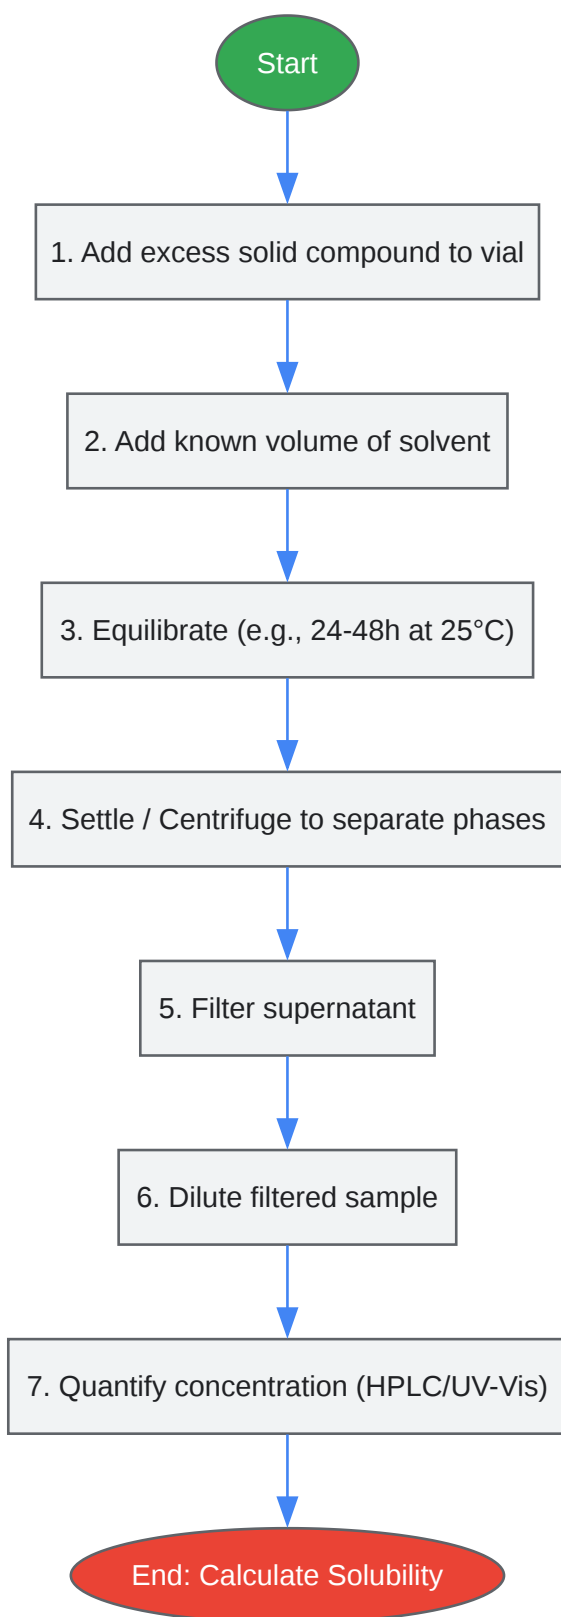 Start
1. Add excess solid compound to vial
2. Add known volume of solvent
3. Equilibrate (e.g., 24-48h at 25°C)
4. Settle / Centrifuge to separate phases
5. Filter supernatant
6. Dilute filtered sample
7. Quantify concentration (HPLC/UV-Vis)
End: Calculate Solubility